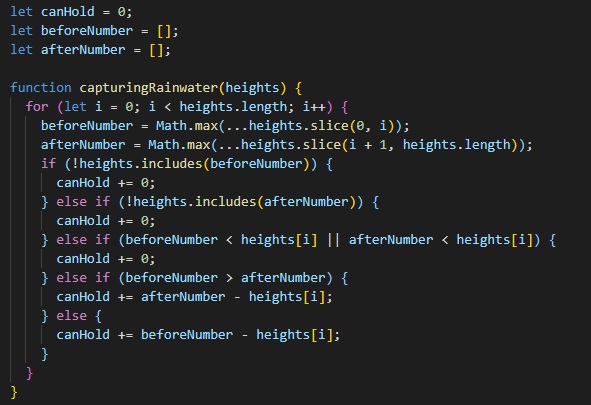 let canHold = 0;
let beforeNumber = [];
let afterNumber = [];

function capturingRainwater(heights) {
  for (let i = 0; i < heights.length; i++) {
    beforeNumber = Math.max(...heights.slice(0, i));
    afterNumber = Math.max(...heights.slice(i + 1, heights.length));
    if (!heights.includes(beforeNumber)) {
      canHold += 0;
    } else if (!heights.includes(afterNumber)) {
      canHold += 0;
    } else if (beforeNumber < heights[i] || afterNumber < heights[i]) {
      canHold += 0;
    } else if (beforeNumber > afterNumber) {
      canHold += afterNumber - heights[i];
    } else {
      canHold += beforeNumber - heights[i];
    }
  }
}